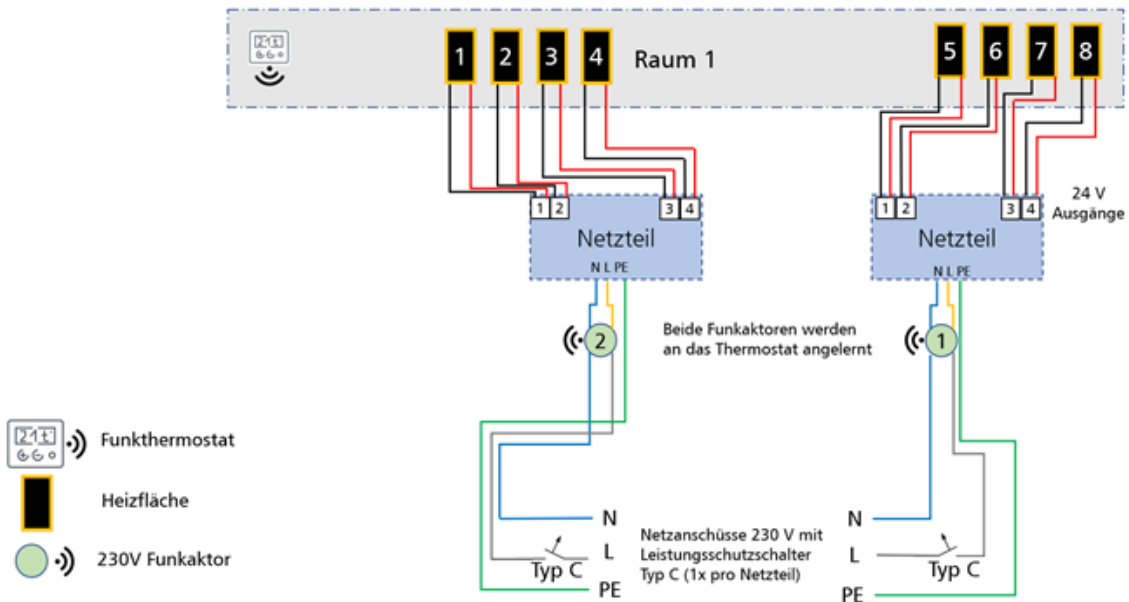 21t
1 2 3 4 Raum 1 5 6 7 8
1 2 3 4 1 2 3 4 24 V
Ausgänge
Netzteil Netzteil
N L PE N L PE
Beide Funkaktoren werden
an das Thermostat angelernt
2 1
21t Funkthermostat
Heizfläche
230V Funkaktor
N Netzanschüsse 230 V mit N
L Leistungsschutzschalter L
Typ C Typ C (1x pro Netzteil) Typ C
PE PE